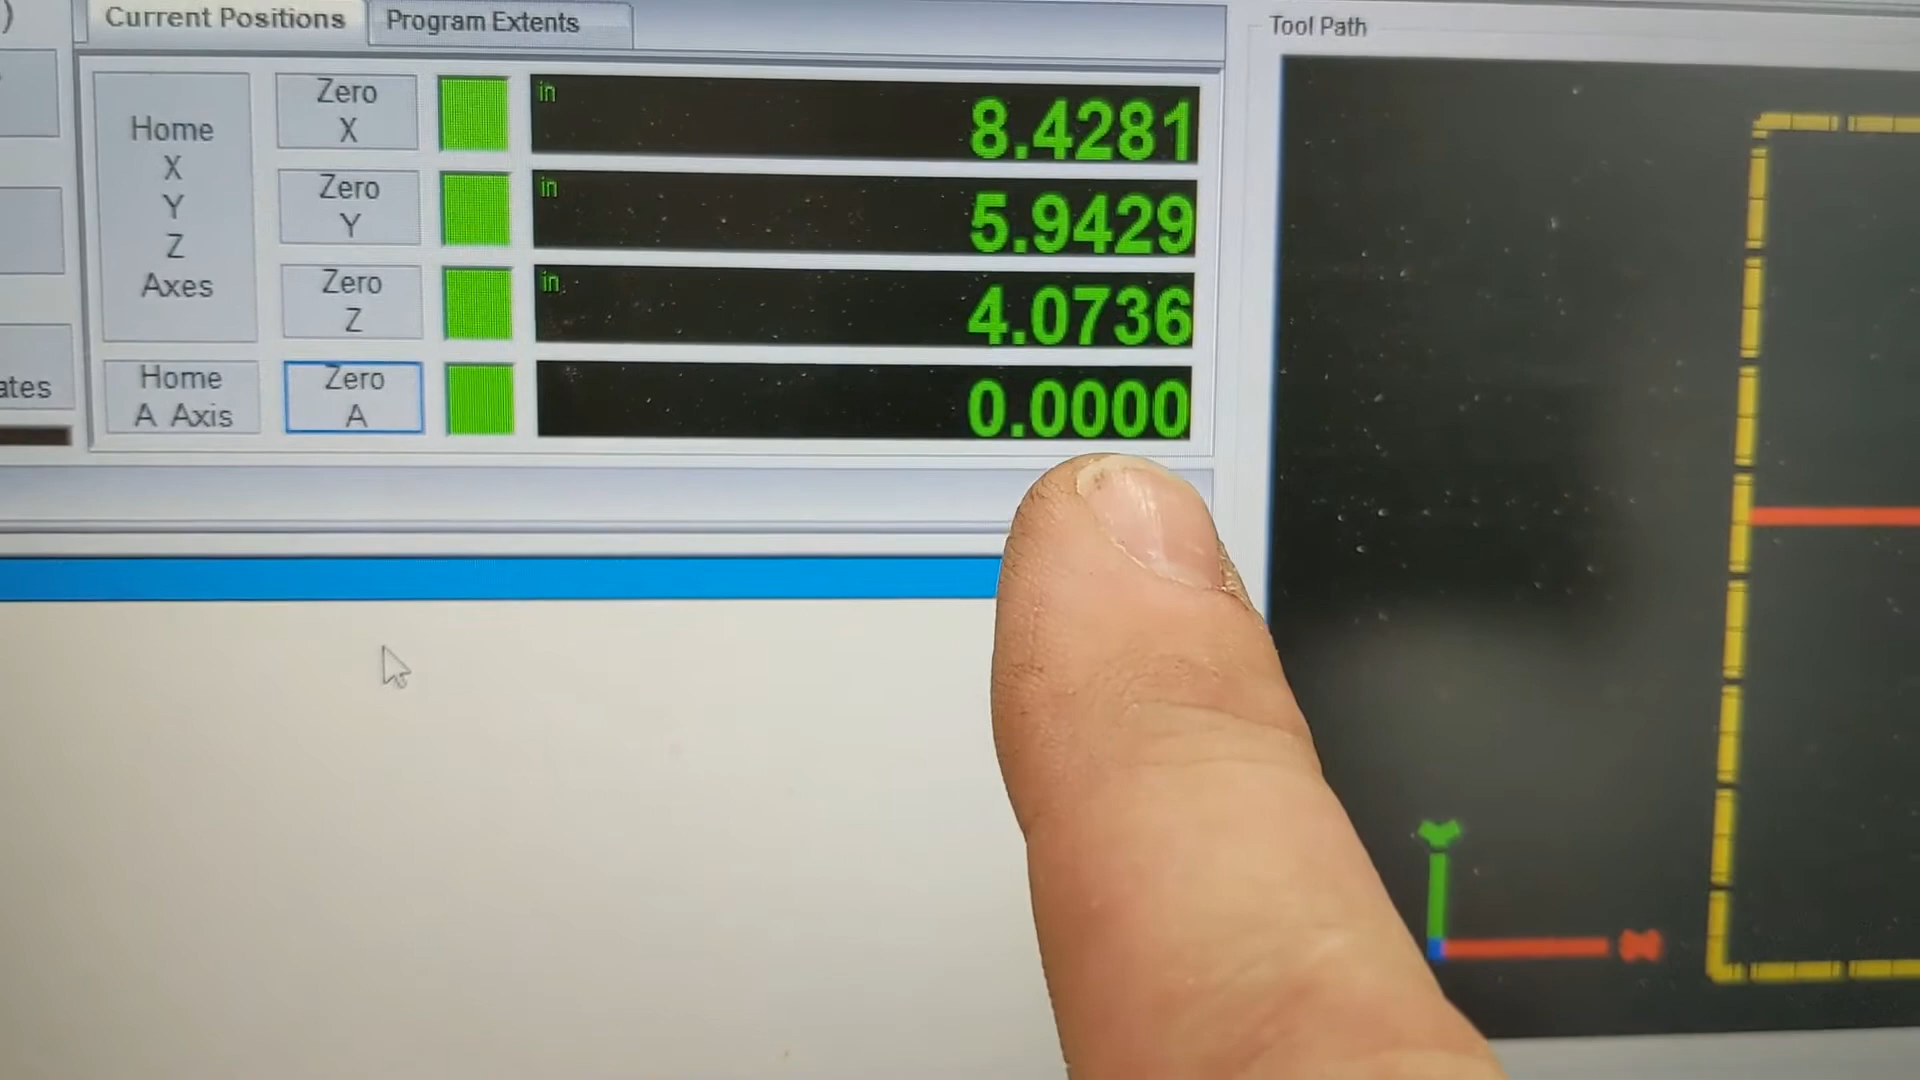 )
Current Positions
Program Extents
Tool Path
Home
X
Y
Z
Axes
Zero
X
in
8.4281
Zero
Y
in
5.9429
Zero
Z
in
4.0736
Home
A Axis
Zero
A
0.0000
ates